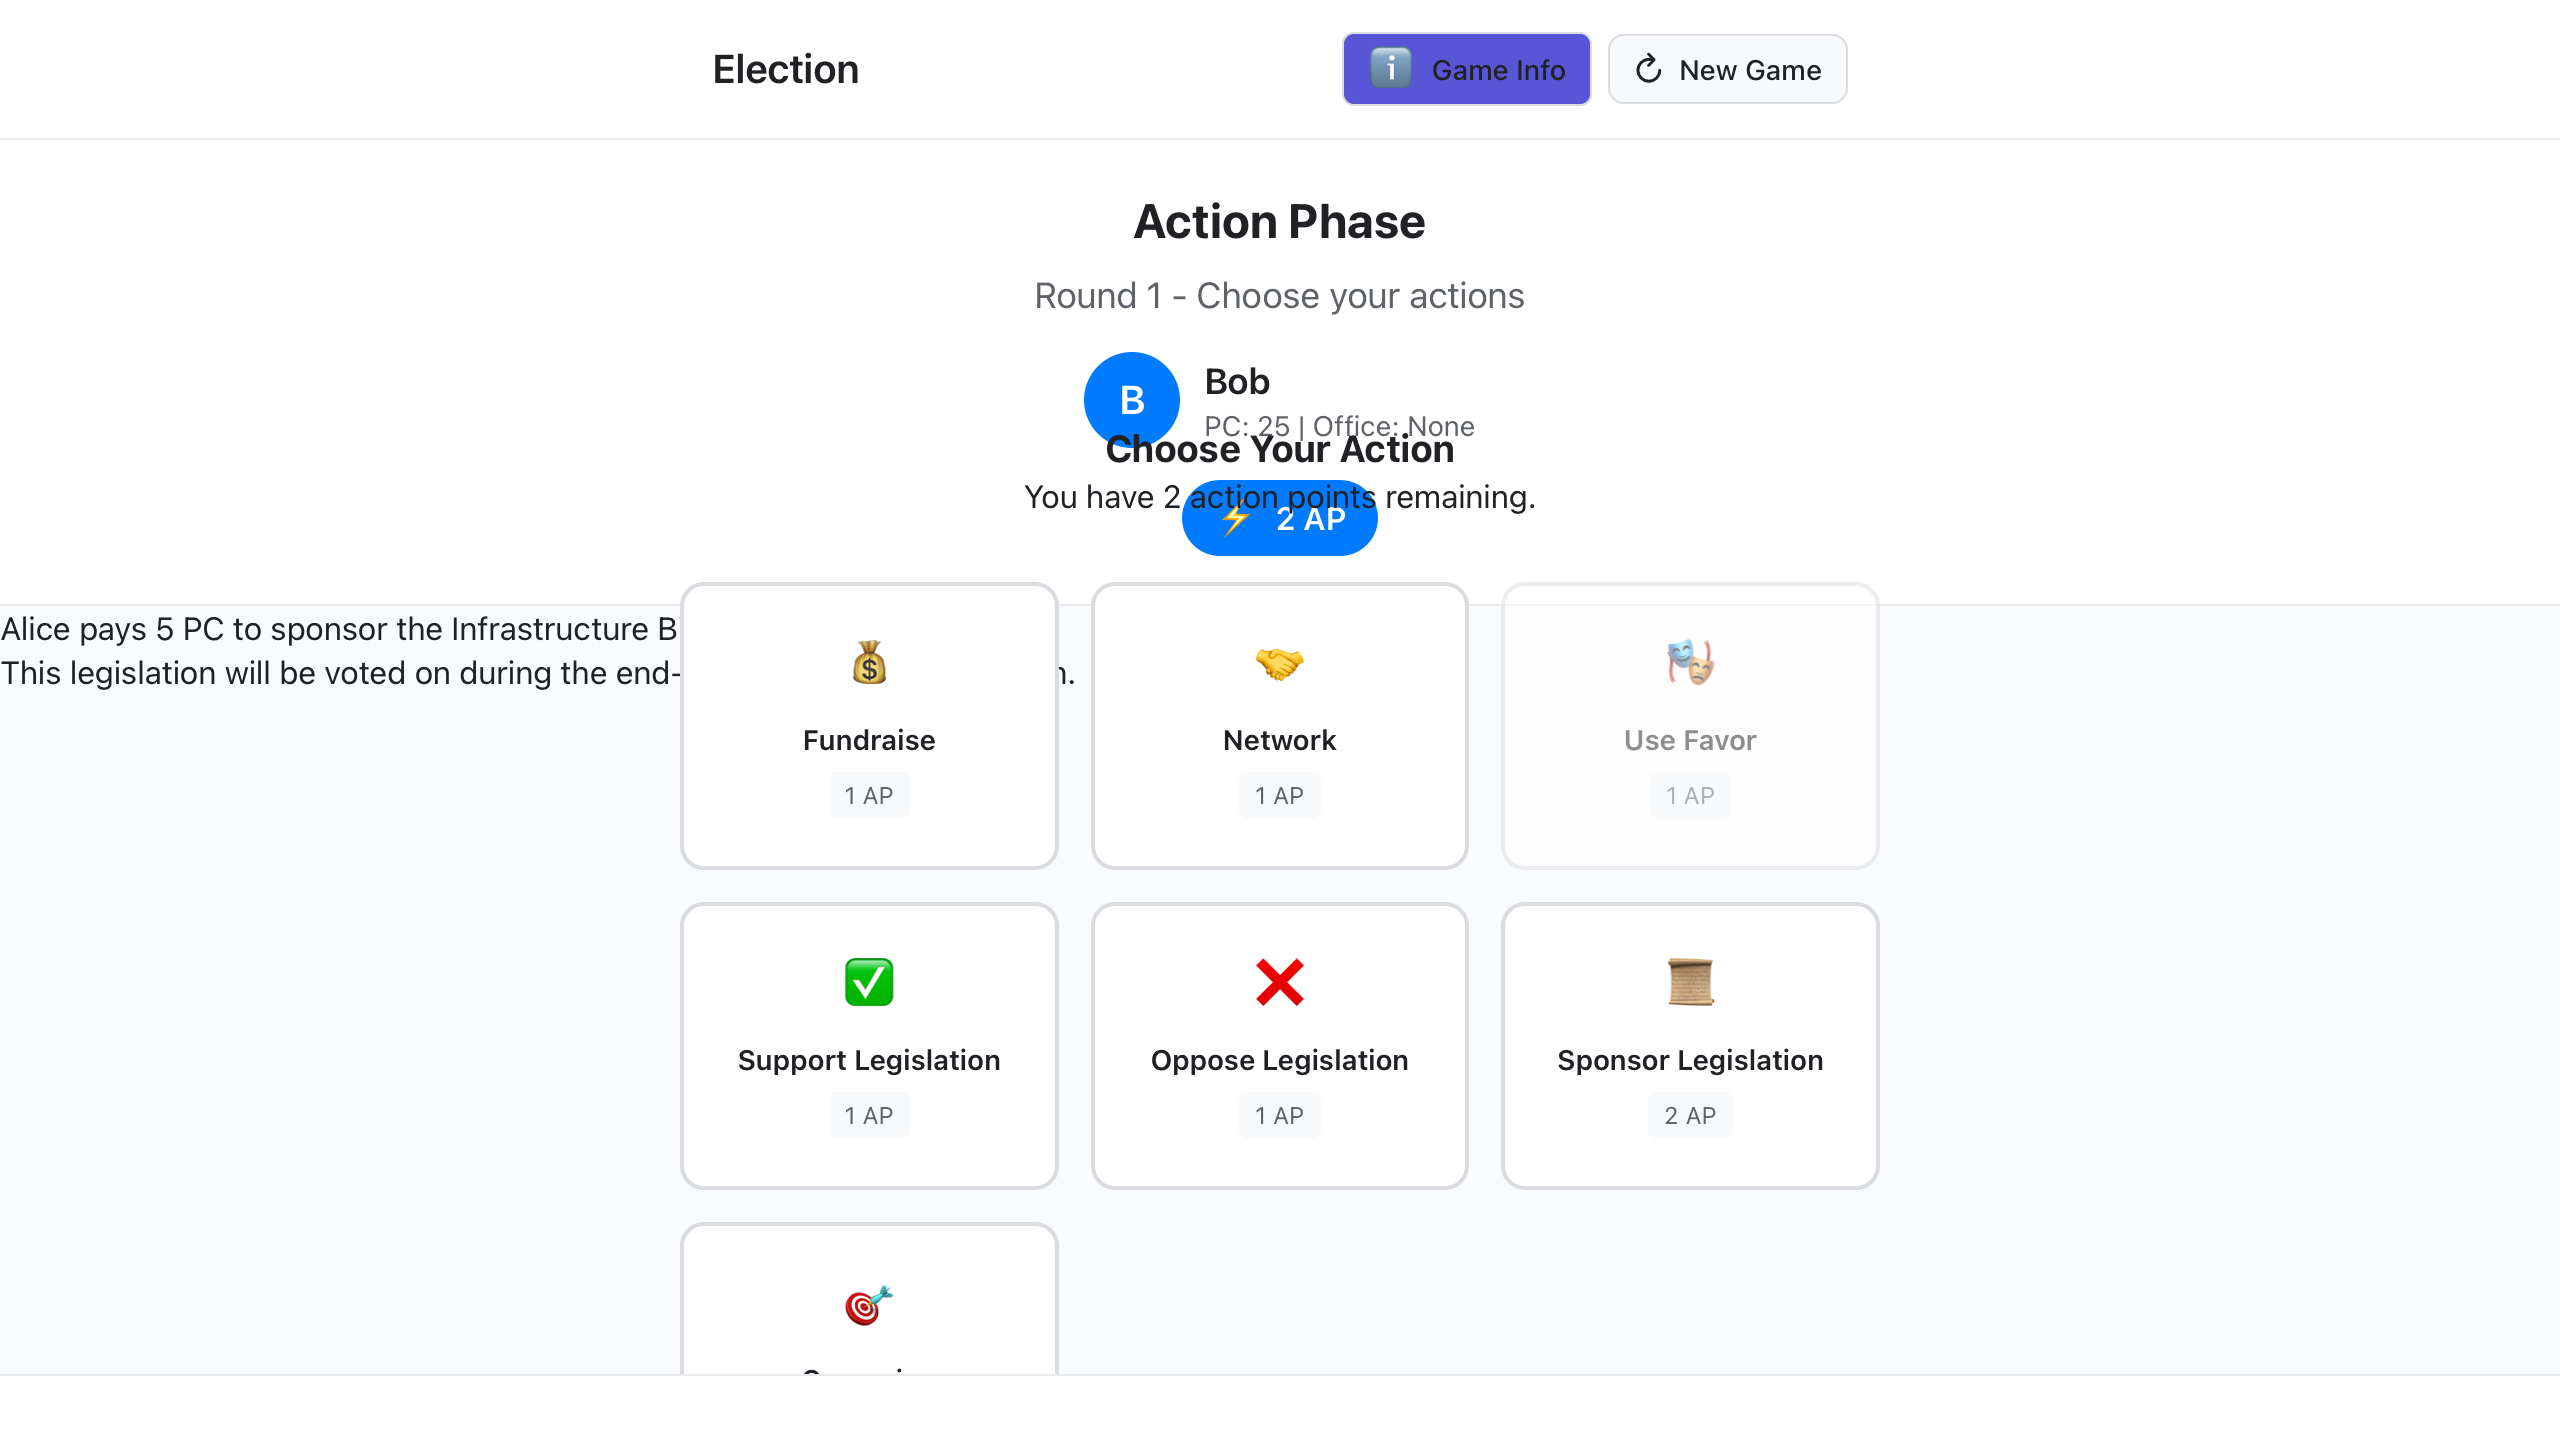 Election
Game Info
New Game
Action Phase
Round 1 - Choose your actions
B
Bob
PC: 25 | Office: None
Choose Your Action
You have 2 action points remaining.
2 AP
Alice pays 5 PC to sponsor the Infrastructure
This legislation will be voted on during the end-
Fundraise
1 AP
Network
1 AP
Use Favor
1 AP
Support Legislation
1 AP
Oppose Legislation
1 AP
Sponsor Legislation
2 AP